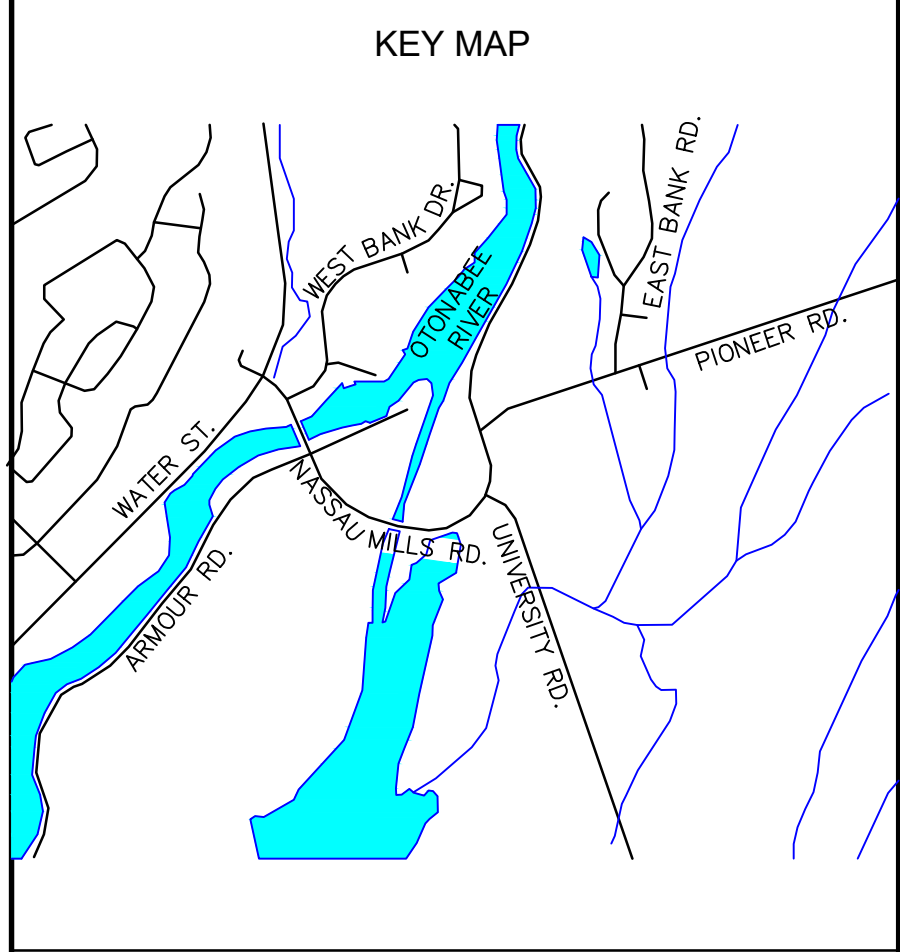 KEY MAP
EAST BANK RD.
WEST BANK DR.
OTONABEE
RIVER
PIONEER RD.
WATER ST.
NASSAU MILLS RD.
ARMOUR RD.
UNIVERSITY RD.